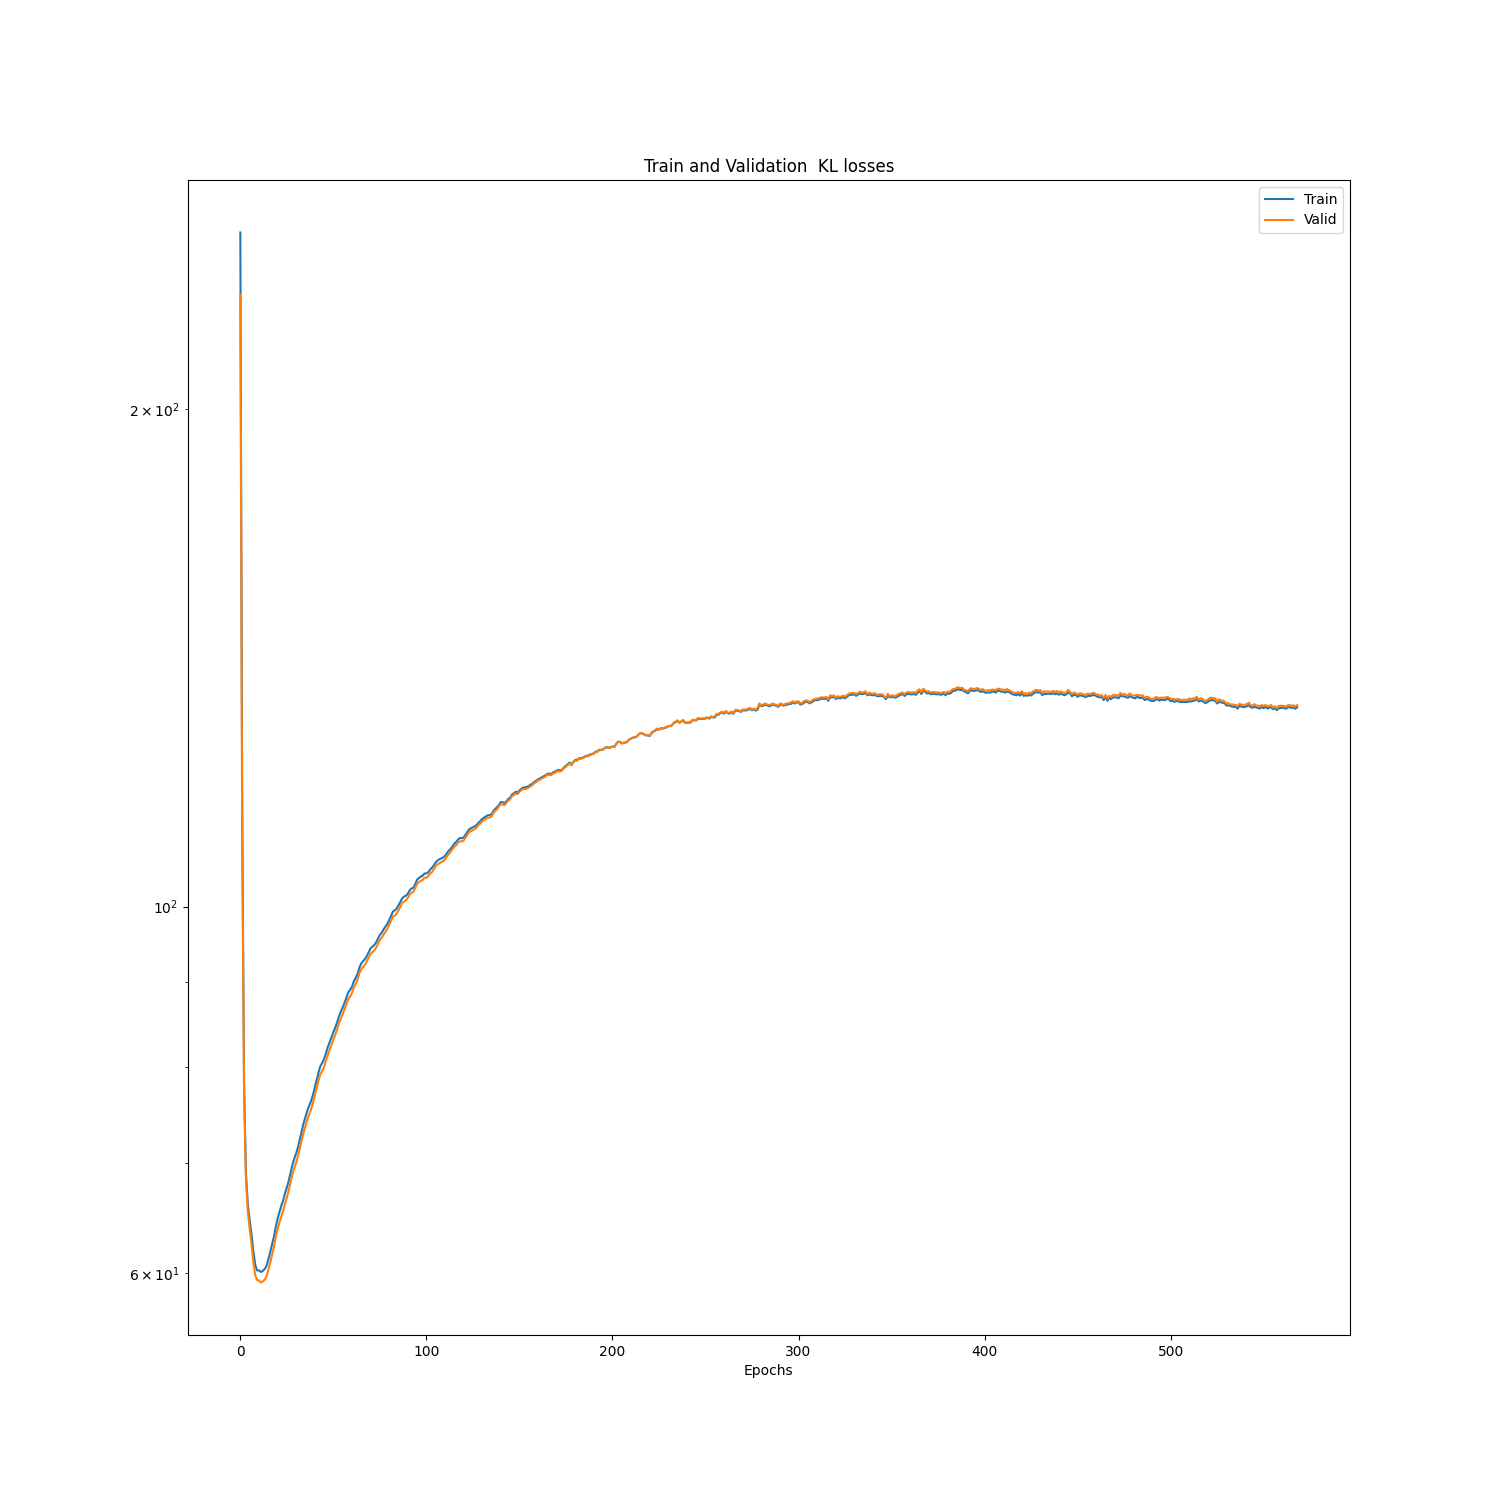 Train and Validation  KL losses
Train
Valid
2 × 10²
10²
6 × 10¹
0 100 200 300 400 500
Epochs